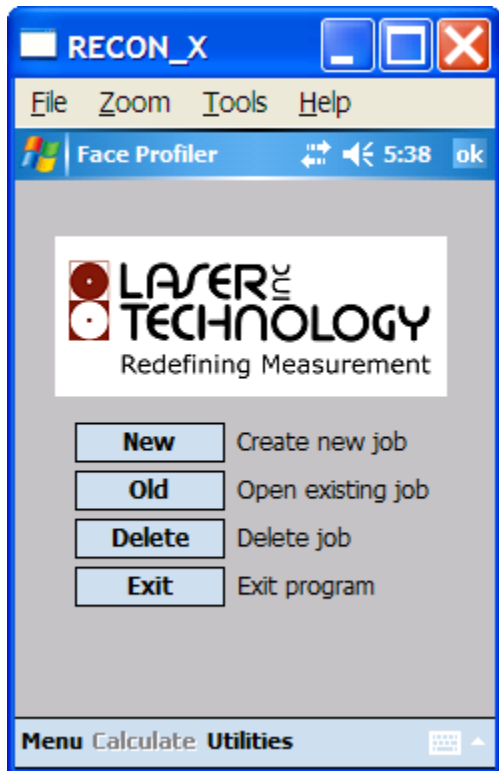 RECON_X
File Zoom Tools Help
Face Profiler 5:38 ok
LASER INC
TECHNOLOGY
Redefining Measurement
New Create new job
Old Open existing job
Delete Delete job
Exit Exit program
Menu Calculate Utilities